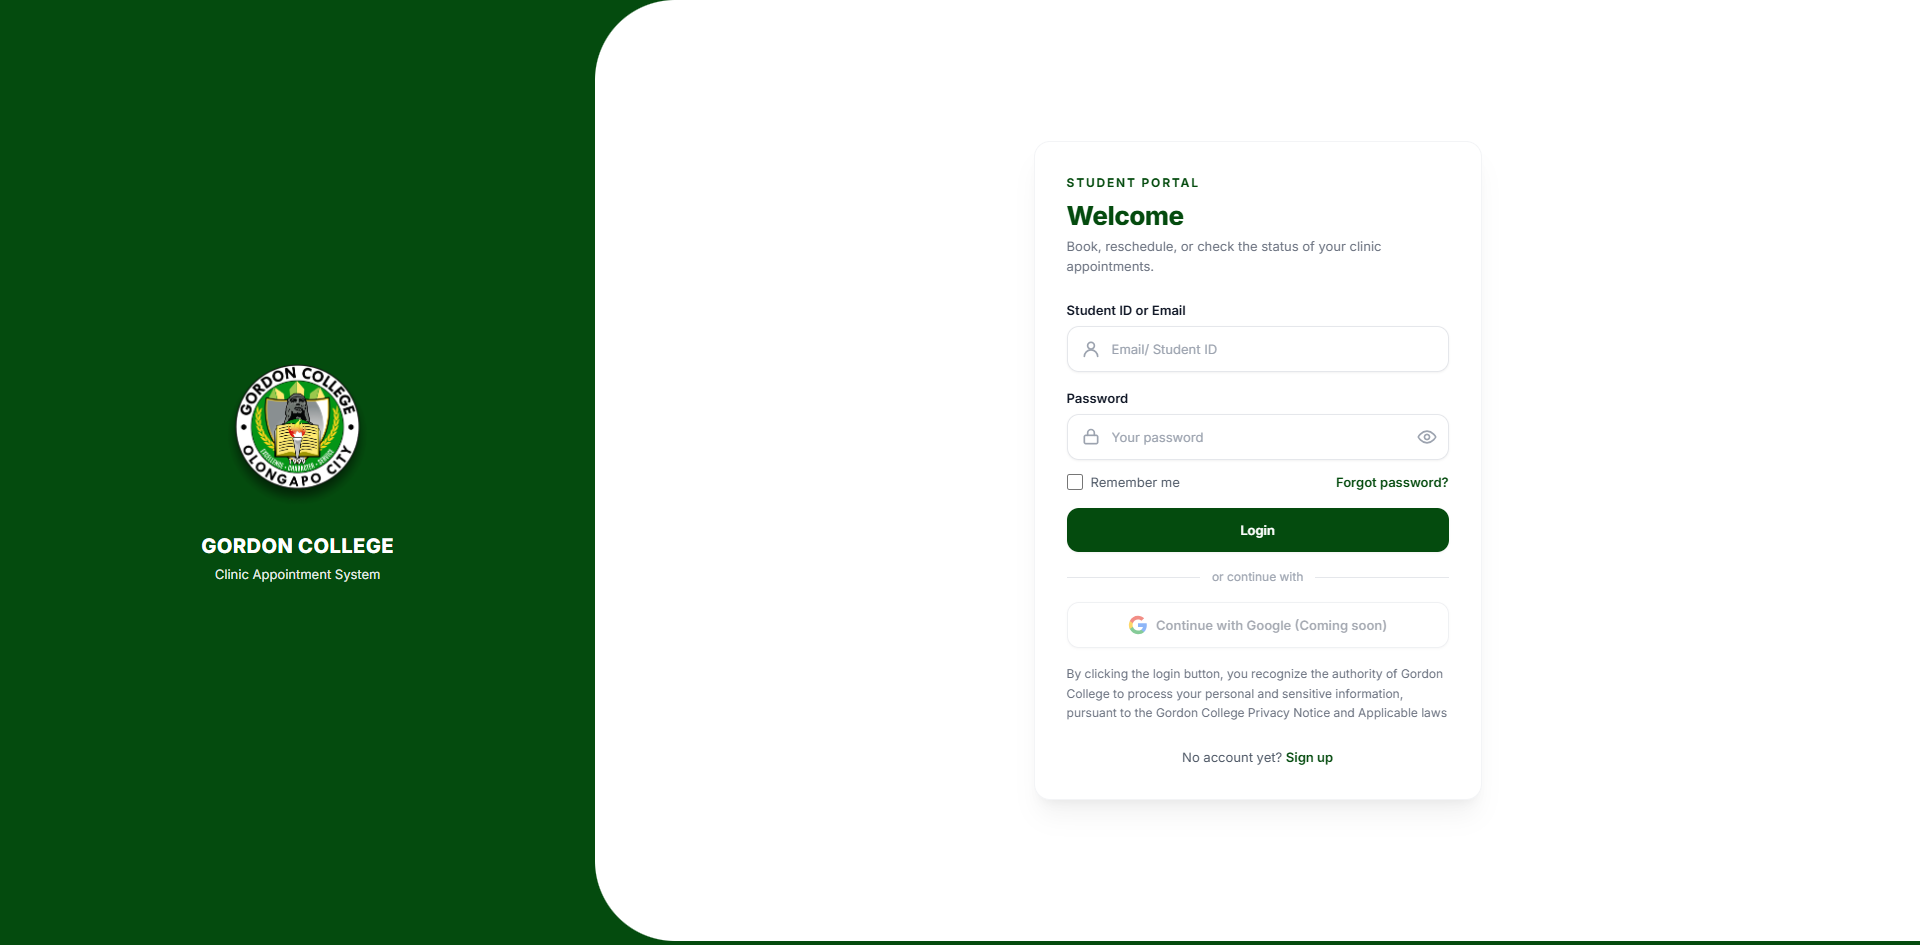 GORDON COLLEGE
OLONGAPO CITY
EXCELLENCE • CHARACTER • SERVICE
GORDON COLLEGE
Clinic Appointment System
STUDENT PORTAL
Welcome
Book, reschedule, or check the status of your clinic
appointments.
Student ID or Email
Email/ Student ID
Password
Your password
Remember me
Forgot password?
Login
or continue with
Continue with Google (Coming soon)
By clicking the login button, you recognize the authority of Gordon
College to process your personal and sensitive information,
pursuant to the Gordon College Privacy Notice and Applicable laws
No account yet? Sign up